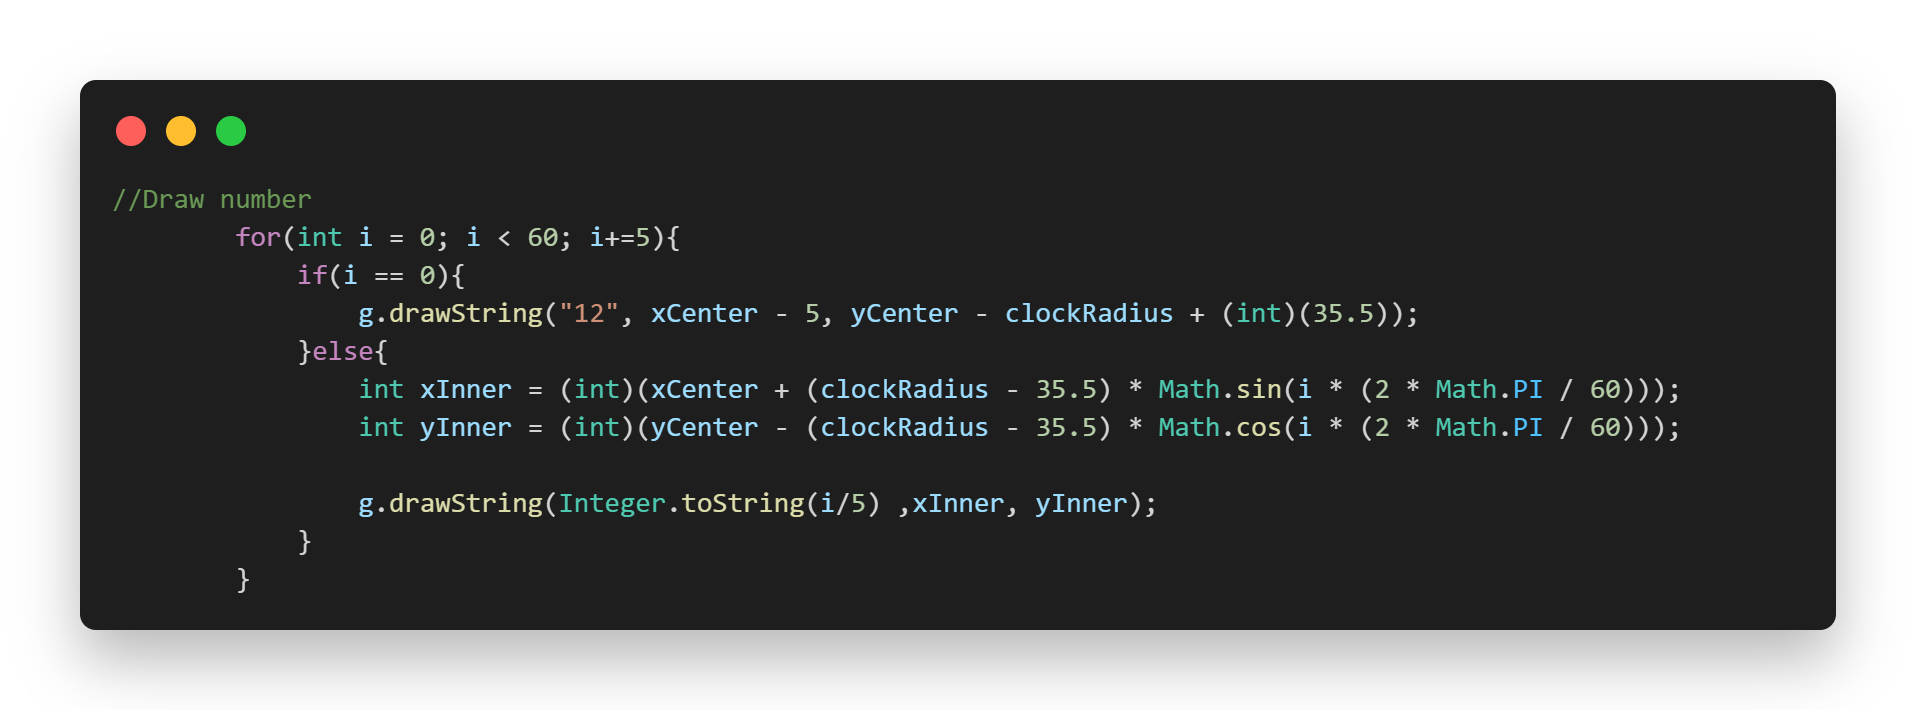 //Draw number
        for(int i = 0; i < 60; i+=5){
            if(i == 0){
                g.drawString("12", xCenter - 5, yCenter - clockRadius + (int)(35.5));
            }else{
                int xInner = (int)(xCenter + (clockRadius - 35.5) * Math.sin(i * (2 * Math.PI / 60)));
                int yInner = (int)(yCenter - (clockRadius - 35.5) * Math.cos(i * (2 * Math.PI / 60)));

                g.drawString(Integer.toString(i/5) ,xInner, yInner);
            }
        }